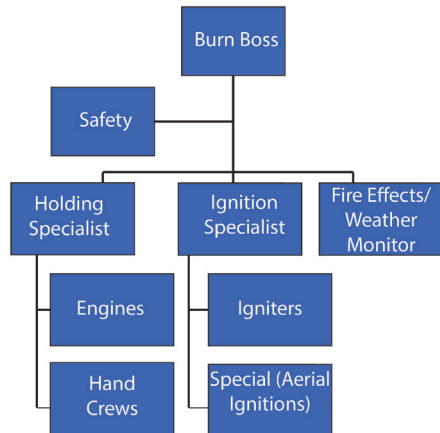 Burn Boss
Safety
Holding
Specialist
Ignition
Specialist
Fire Effects/
Weather
Monitor
Engines
Igniters
Hand
Crews
Special (Aerial
Ignitions)